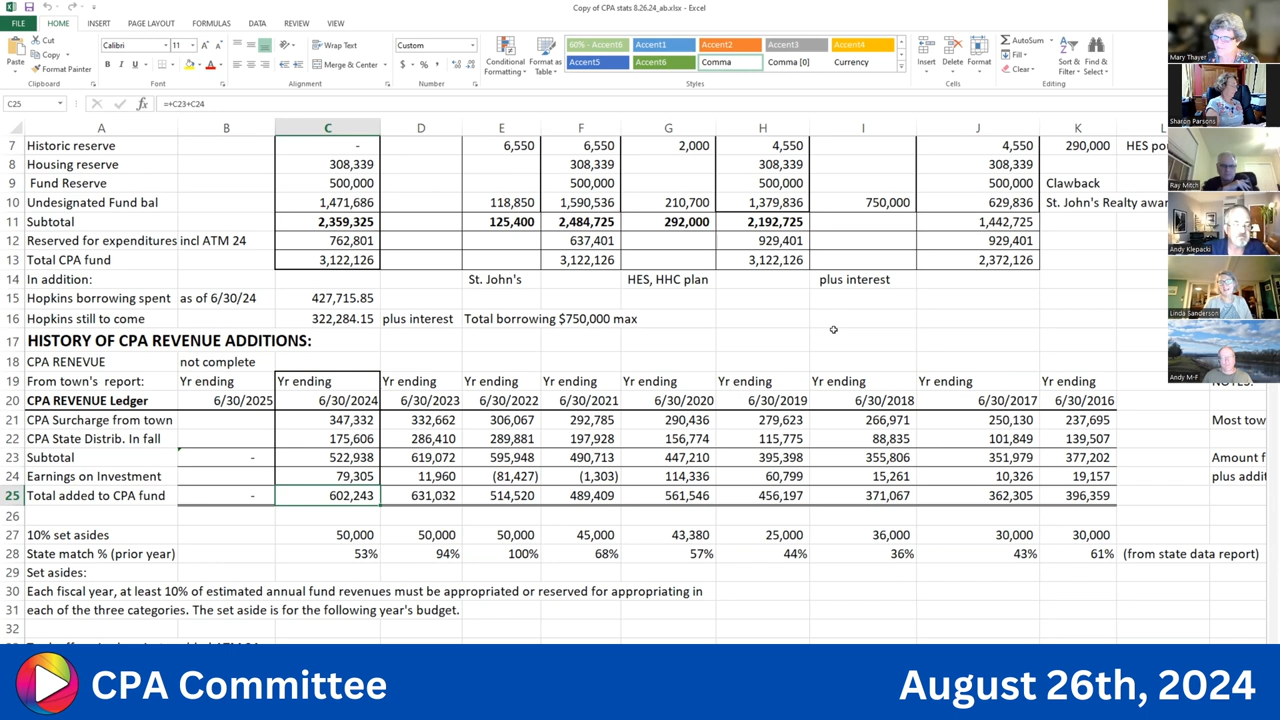 Copy of CPA stats 8.26.24_ab.xlsx - Excel
FILE HOME INSERT PAGE LAYOUT FORMULAS DATA REVIEW VIEW
Paste Cut Copy Format Painter Calibri 11 Wrap Text Merge & Center Custom Conditional Formatting Format as Table 60% - Accent6 Accent1 Accent2 Accent3 Accent4 Accent5 Accent6 Comma Comma [0] Currency Insert Delete Format AutoSum Fill Clear Sort & Filter Find & Select
Clipboard Font Alignment Number Styles Cells Editing
C25 =+C23+C24
A B C D E F G H I J K L
7 Historic reserve - 6,550 6,550 2,000 4,550 4,550 290,000
8 Housing reserve 308,339 308,339 308,339 308,339
9 Fund Reserve 500,000 500,000 500,000 500,000 Clawback
10 Undesignated Fund bal 1,471,686 118,850 1,590,536 210,700 1,379,836 750,000 629,836 St. John's Realty
11 Subtotal 2,359,325 125,400 2,484,725 292,000 2,192,725 1,442,725
12 Reserved for expenditures incl ATM 24 762,801 637,401 929,401 929,401
13 Total CPA fund 3,122,126 3,122,126 3,122,126 2,372,126
14 In addition: St. John's HES, HHC plan plus interest
15 Hopkins borrowing spent as of 6/30/24 427,715.85
16 Hopkins still to come 322,284.15 plus interest Total borrowing $750,000 max
17 HISTORY OF CPA REVENUE ADDITIONS:
18 CPA RENEVUE not complete
19 From town's report: Yr ending Yr ending Yr ending Yr ending Yr ending Yr ending Yr ending Yr ending Yr ending Yr ending
20 CPA REVENUE Ledger 6/30/2025 6/30/2024 6/30/2023 6/30/2022 6/30/2021 6/30/2020 6/30/2019 6/30/2018 6/30/2017 6/30/2016
21 CPA Surcharge from town 347,332 332,662 306,067 292,785 290,436 279,623 266,971 250,130 237,695 Most
22 CPA State Distrib. In fall 175,606 286,410 289,881 197,928 156,774 115,775 88,835 101,849 139,507
23 Subtotal - 522,938 619,072 595,948 490,713 447,210 395,398 355,806 351,979 377,202 Amount
24 Earnings on Investment 79,305 11,960 (81,427) (1,303) 114,336 60,799 15,261 10,326 19,157 plus
25 Total added to CPA fund - 602,243 631,032 514,520 489,409 561,546 456,197 371,067 362,305 396,359
26
27 10% set asides 50,000 50,000 50,000 45,000 43,380 25,000 36,000 30,000 30,000
28 State match % (prior year) 53% 94% 100% 68% 57% 44% 36% 43% 61% (from state data report)
29 Set asides:
30 Each fiscal year, at least 10% of estimated annual fund revenues must be appropriated or reserved for appropriating in
31 each of the three categories. The set aside is for the following year's budget.
32
Mary Thayer
Sharon Parsons
Ray Mitch
Andy Klepacki
Linda Sanderson
Andy M-F
CPA Committee
August 26th, 2024